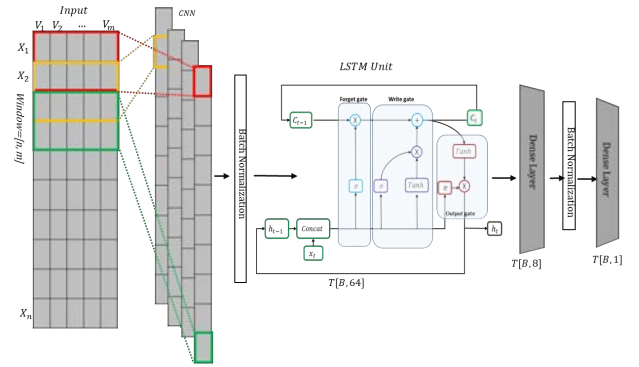 Input
CNN
V1 V2 ... Vm
X1
X2
Xn
Window=[n,m]
Batch Normalization
LSTM Unit
Forget gate
Write gate
Ct-1
X
+
Ct
X
Tanh
σ
σ
Tanh
σ
X
Output gate
ht-1
Concat
xt
ht
T[B,64]
Dense Layer
T[B,8]
Batch Normalization
Dense Layer
T[B,1]